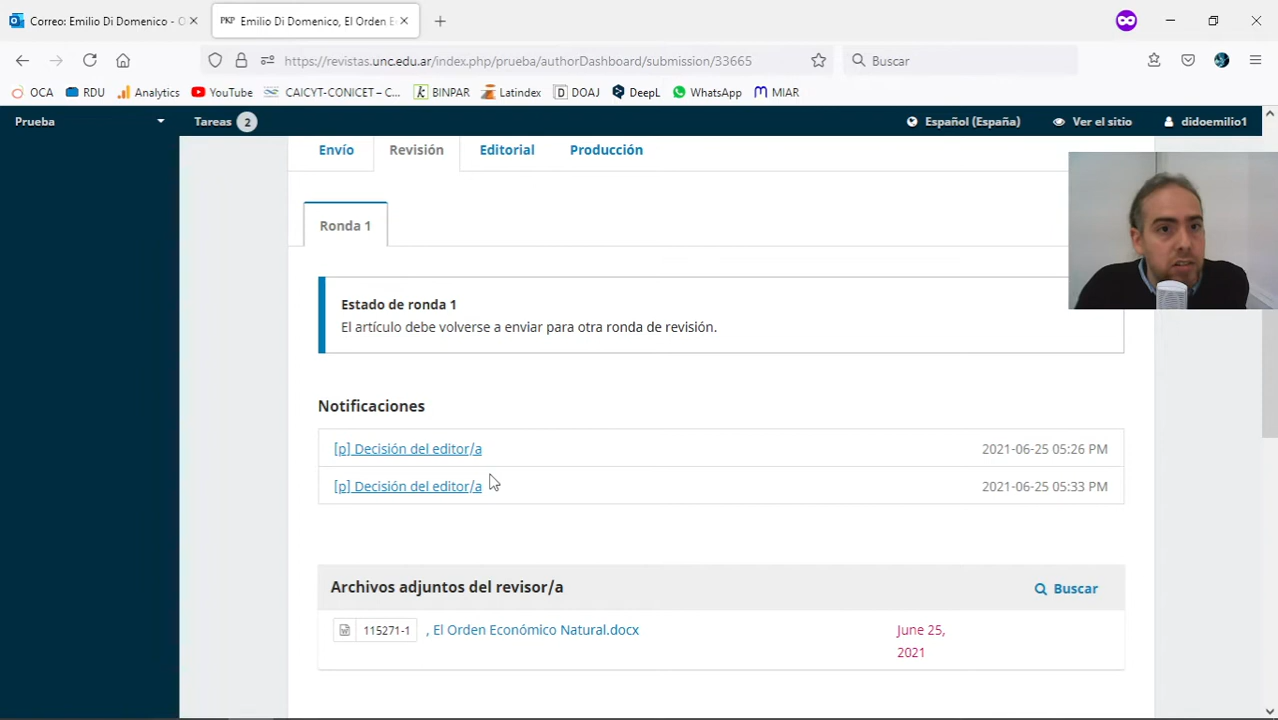 Correo: Emilio Di Domenico - O
PKP Emilio Di Domenico, El Orden E
https://revistas.unc.edu.ar/index.php/prueba/authorDashboard/submission/33665
Buscar
OCA RDU Analytics YouTube CAICYT-CONICET – C... BINPAR Latindex DOAJ DeepL WhatsApp MIAR
Prueba Tareas 2 Español (España) Ver el sitio didoemilio1
Envío Revisión Editorial Producción
Ronda 1
Estado de ronda 1
El artículo debe volverse a enviar para otra ronda de revisión.
Notificaciones
[p] Decisión del editor/a 2021-06-25 05:26 PM
[p] Decisión del editor/a 2021-06-25 05:33 PM
Archivos adjuntos del revisor/a Buscar
115271-1 , El Orden Económico Natural.docx June 25,
2021